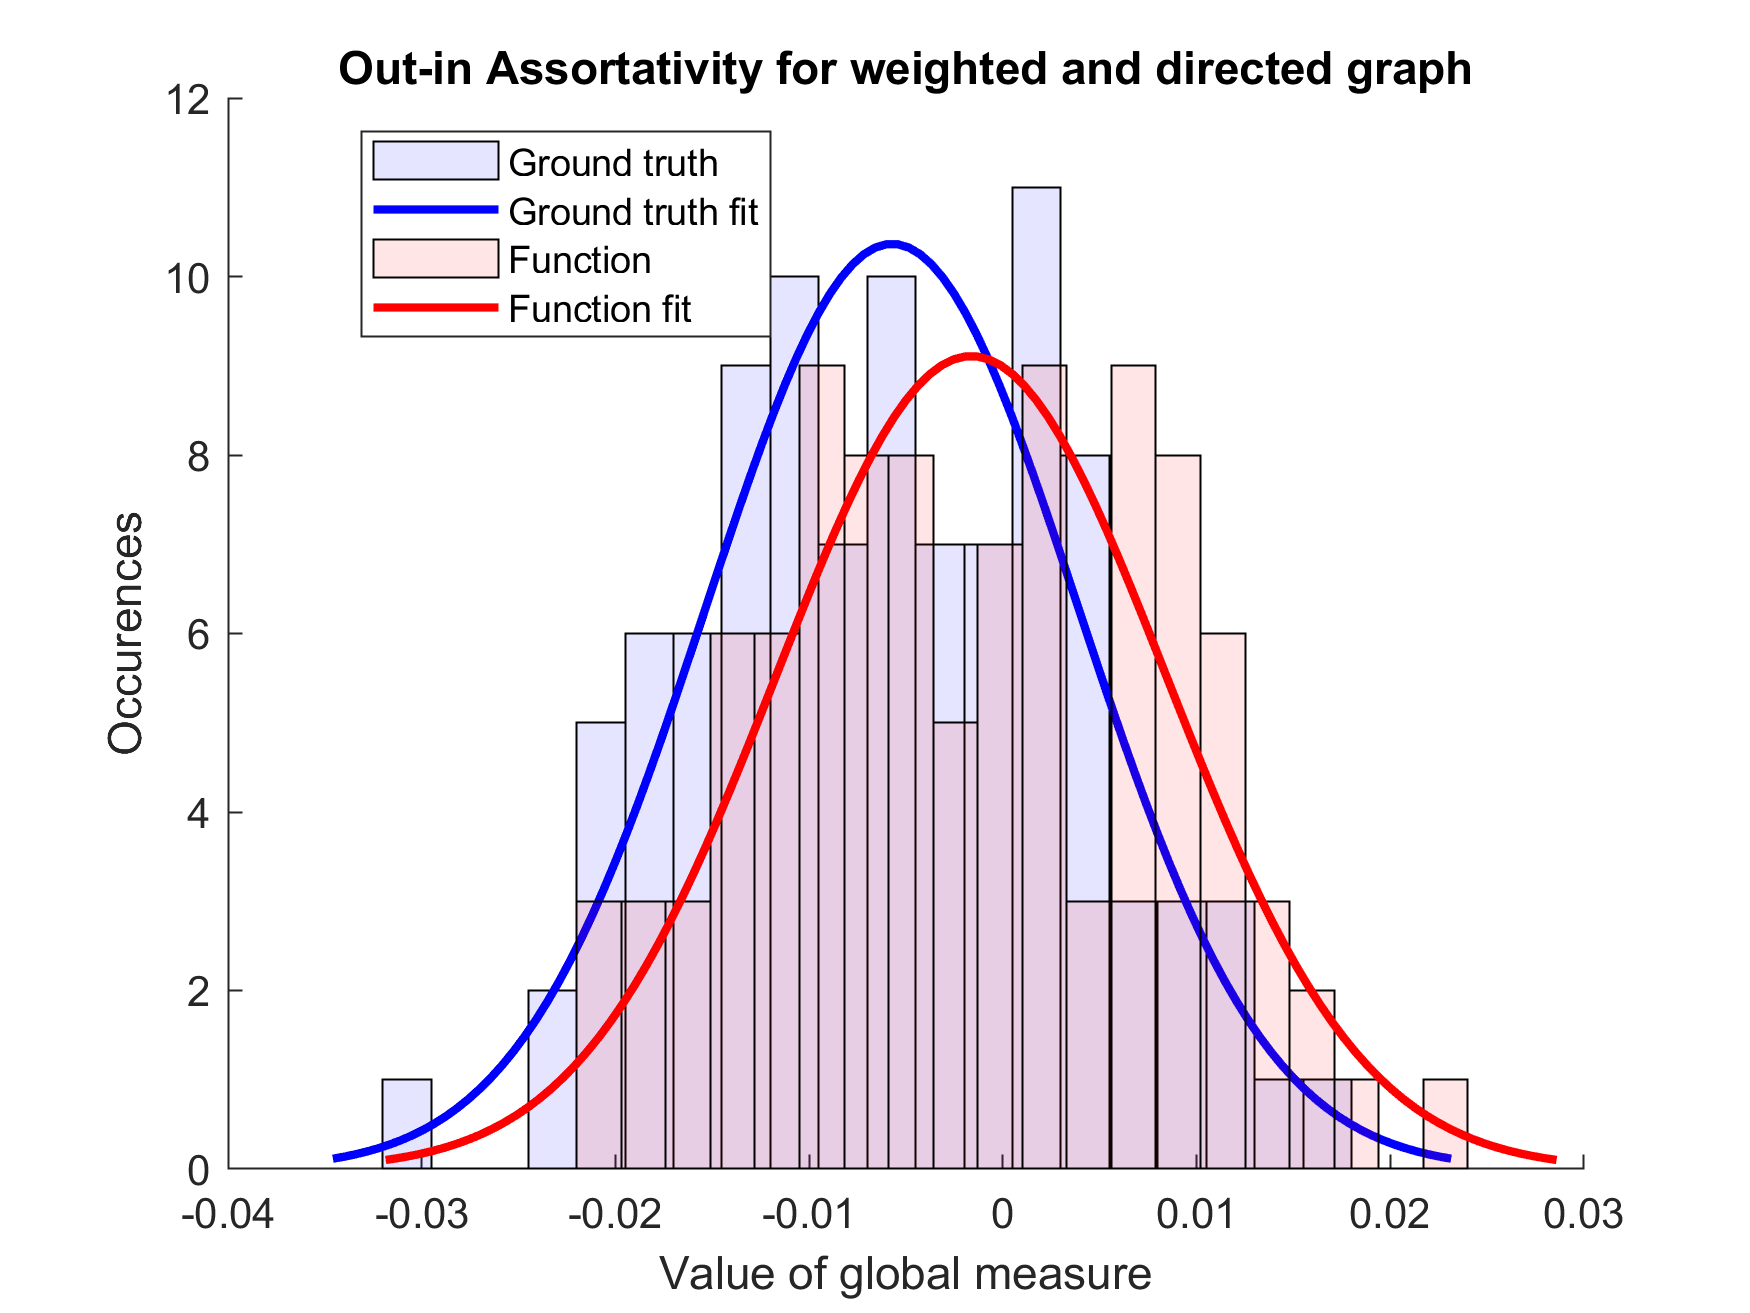 Out-in Assortativity for weighted and directed graph
12
10
8
6
4
2
0
Occurences
Ground truth
Ground truth fit
Function
Function fit
-0.04 -0.03 -0.02 -0.01 0 0.01 0.02 0.03
Value of global measure